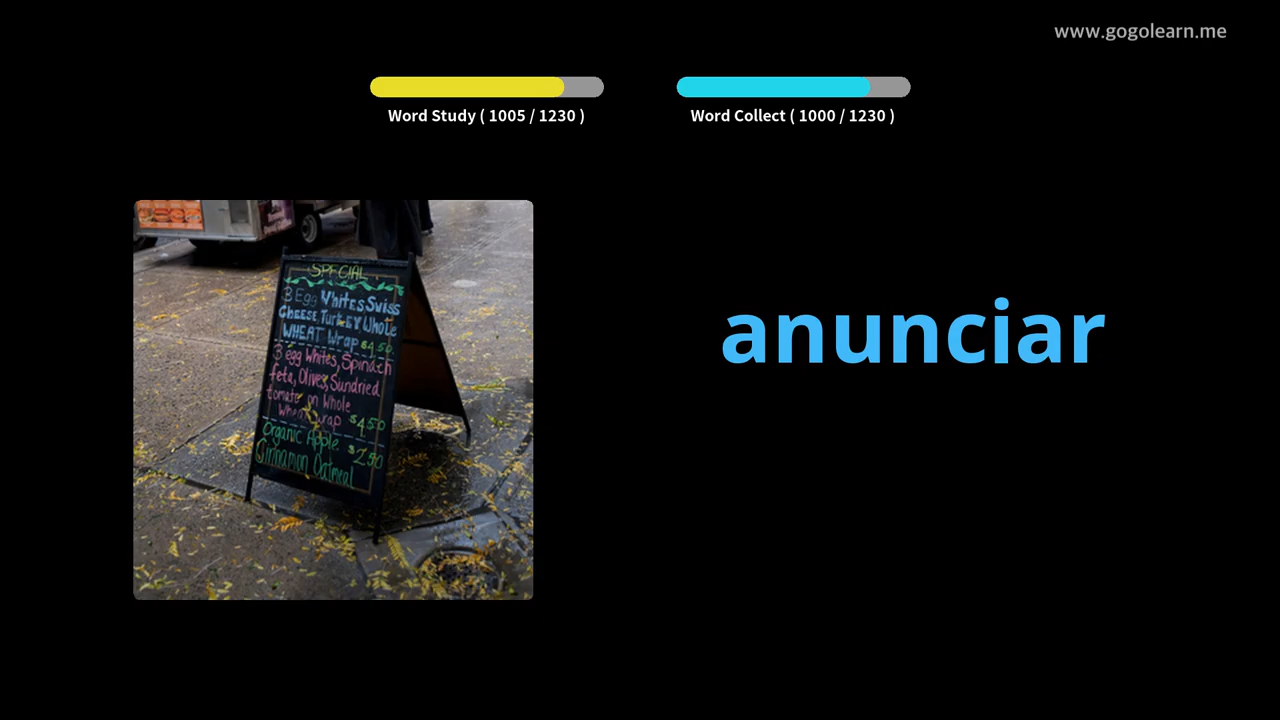 www.gogolearn.me
Word Study ( 1005 / 1230 )
Word Collect ( 1000 / 1230 )
SPECIAL
3 Egg Whites, Swiss
Cheese, Turkey Whole
WHEAT Wrap $4.50
3 egg Whites, Spinach
feta, Olives, Sundried
tomato on Whole
Wheat Wrap $4.50
Organic Apple
Cinnamon Oatmeal $2.50
anunciar